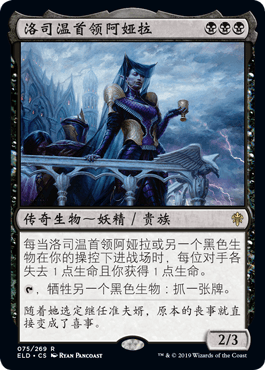 洛司温首领阿娅拉
传奇生物～妖精／贵族
每当洛司温首领阿娅拉或另一个黑色生
物在你的操控下进战场时，每位对手各
失去1点生命且你获得1点生命。
，牺牲另一个黑色生物：抓一张牌。
随着她选定继任准夫婿，原本的丧事就
直接变成了喜事。
2/3
075/269 R
ELD • CS RYAN PANCOAST
™ & © 2019 Wizards of the Coast